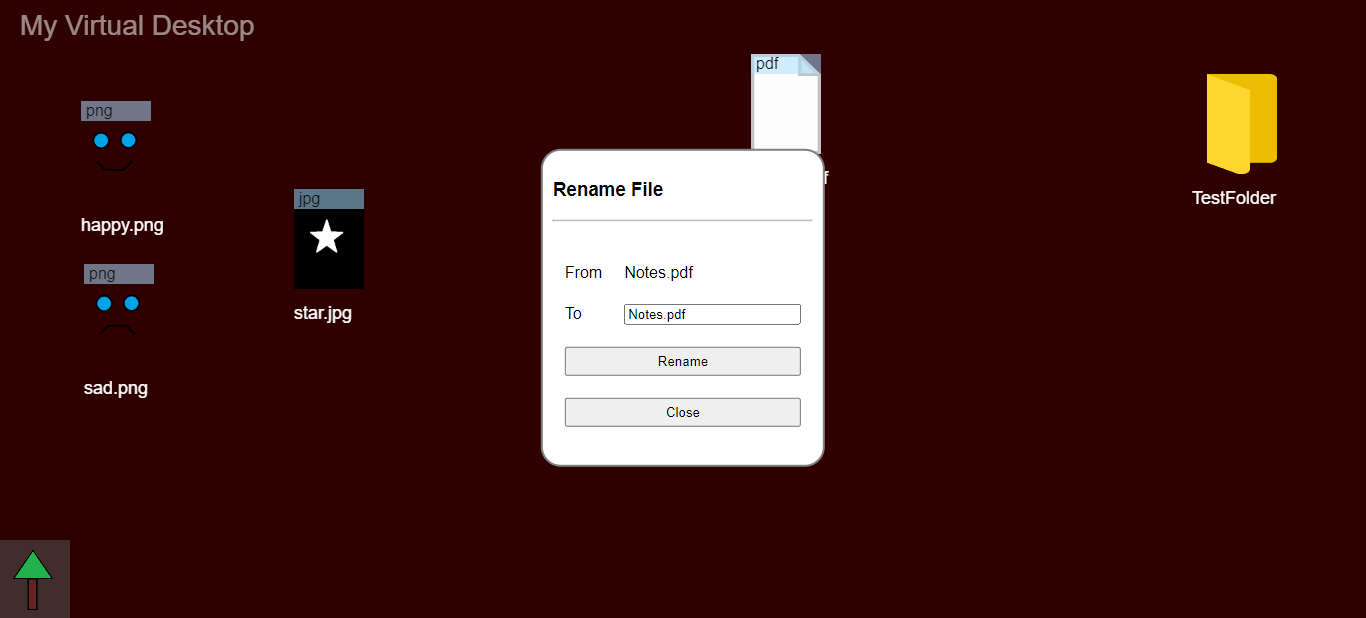 My Virtual Desktop
png
happy.png
png
sad.png
jpg
star.jpg
pdf
f
TestFolder
Rename File
From Notes.pdf
To Notes.pdf
Rename
Close